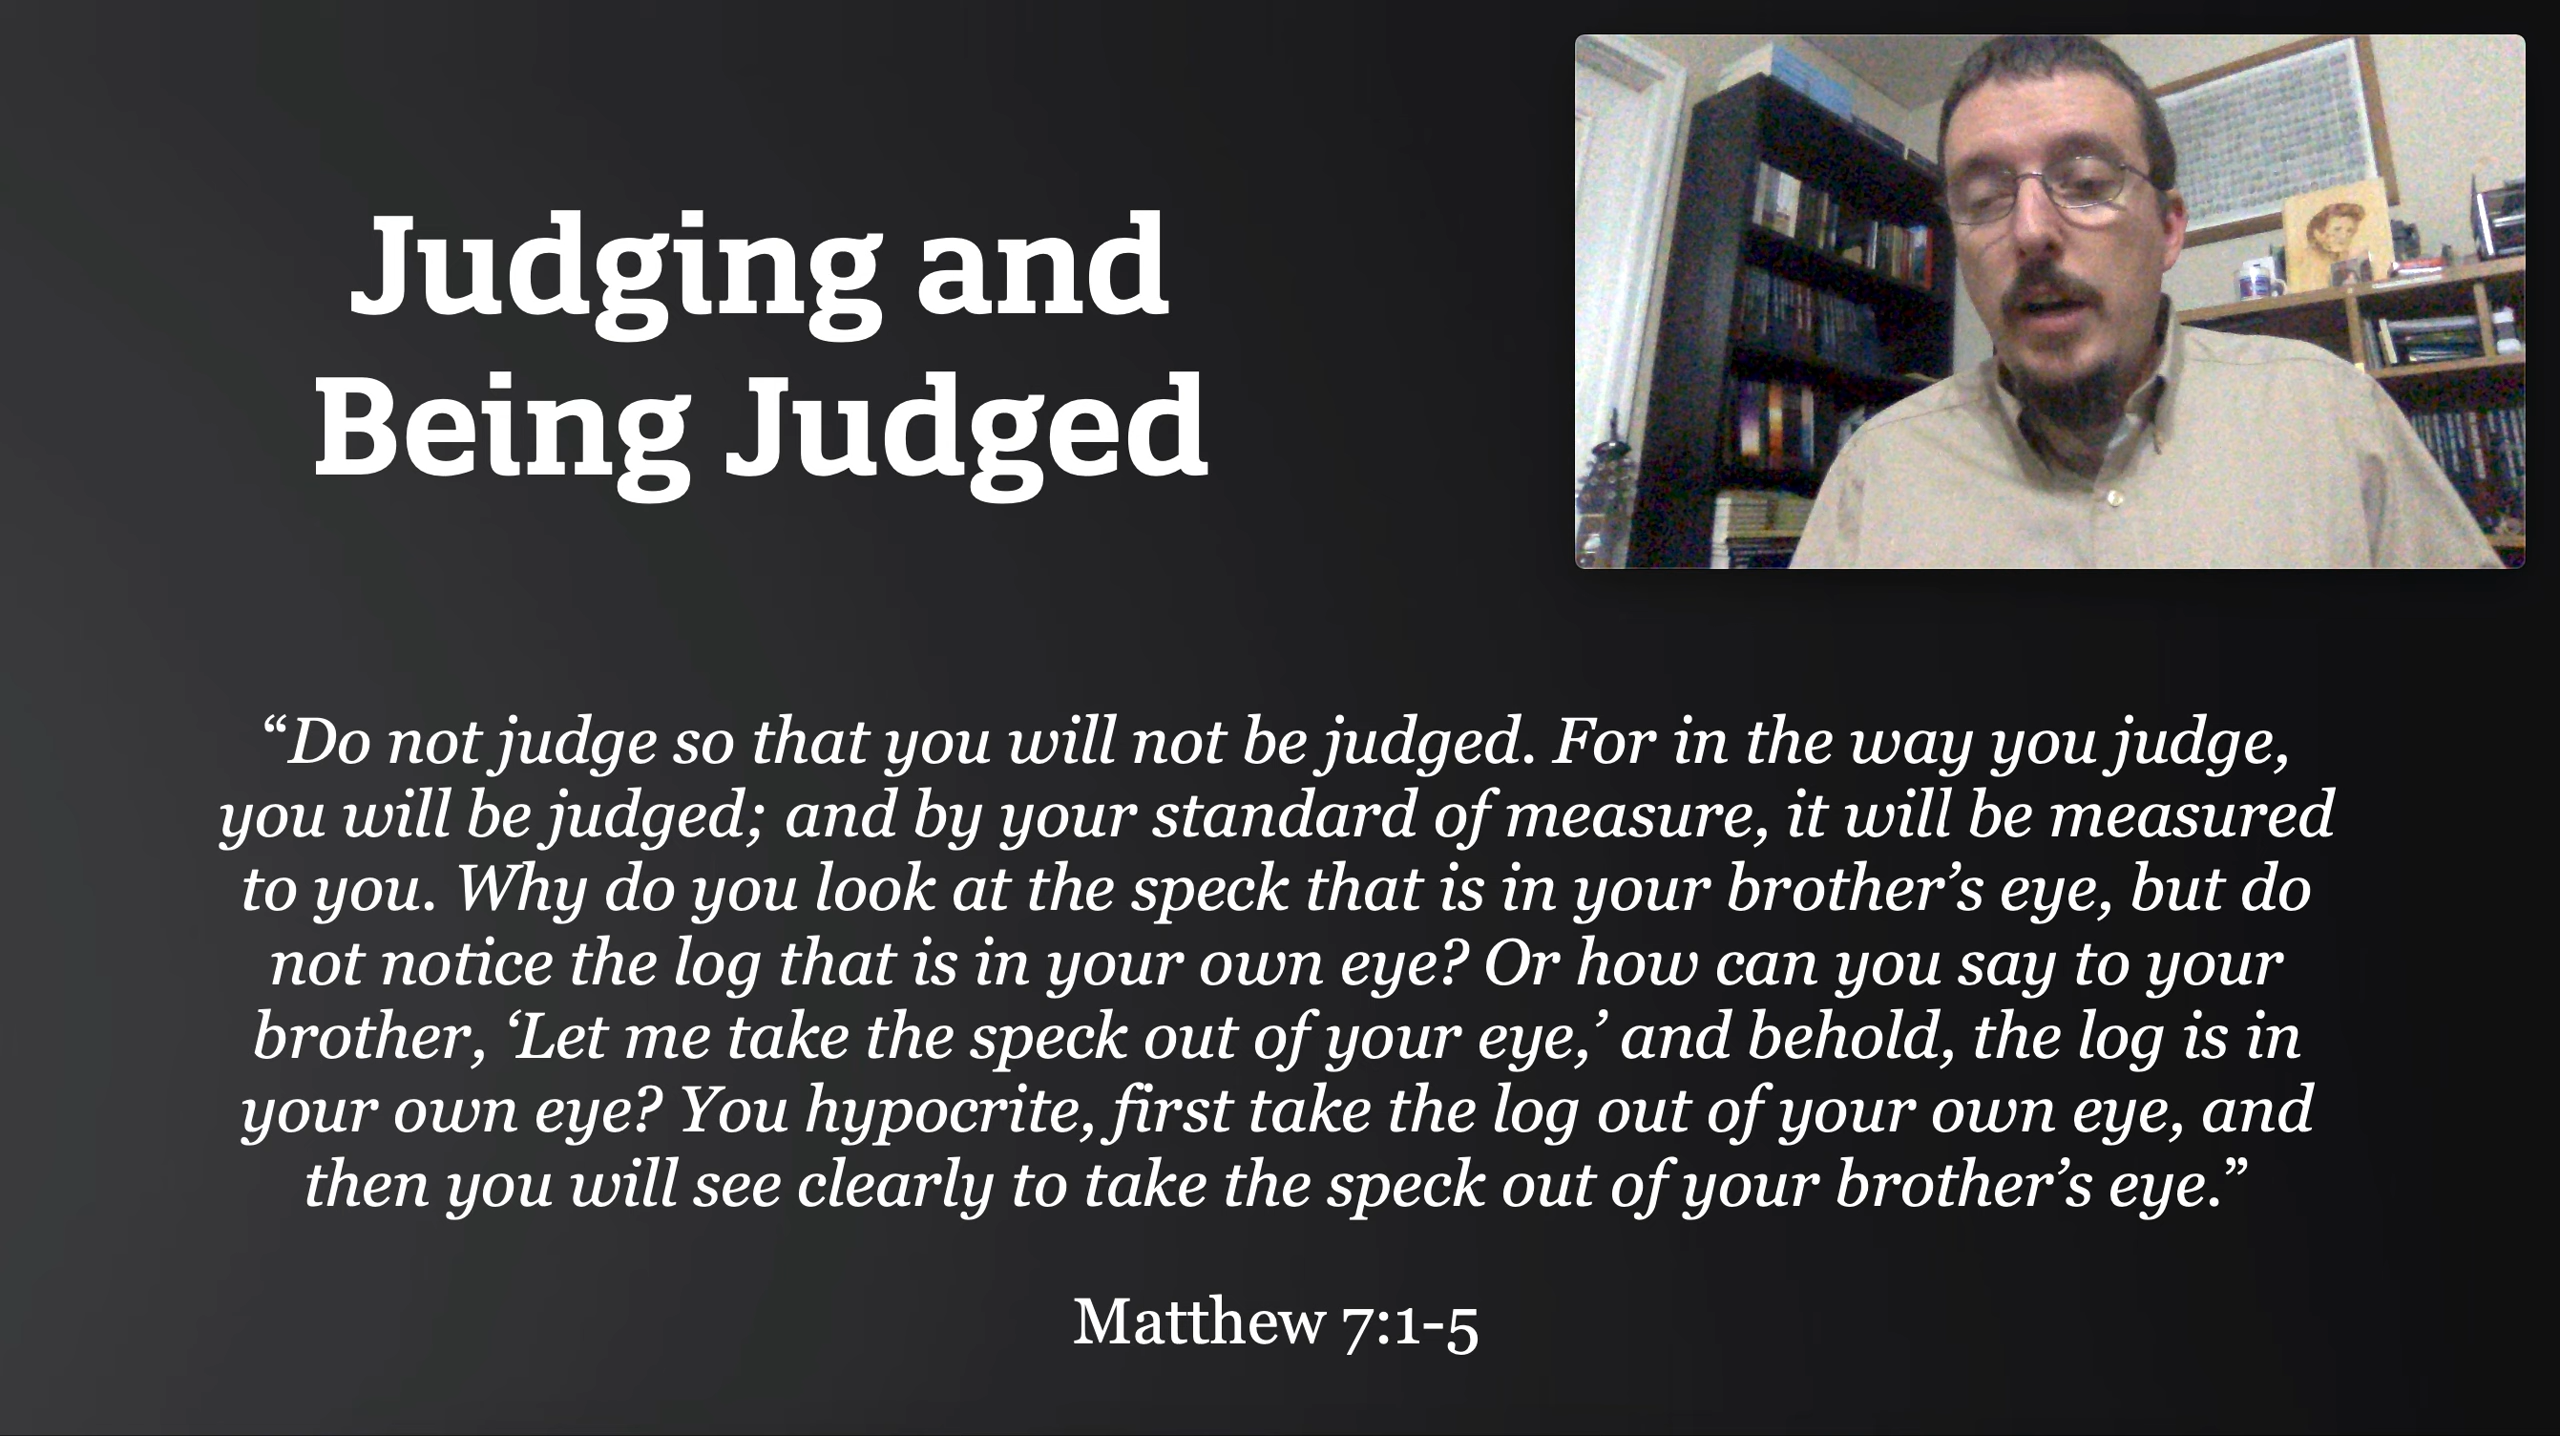 Judging and
Being Judged
“Do not judge so that you will not be judged. For in the way you judge,
you will be judged; and by your standard of measure, it will be measured
to you. Why do you look at the speck that is in your brother’s eye, but do
not notice the log that is in your own eye? Or how can you say to your
brother, ‘Let me take the speck out of your eye,’ and behold, the log is in
your own eye? You hypocrite, first take the log out of your own eye, and
then you will see clearly to take the speck out of your brother’s eye.”
Matthew 7:1-5